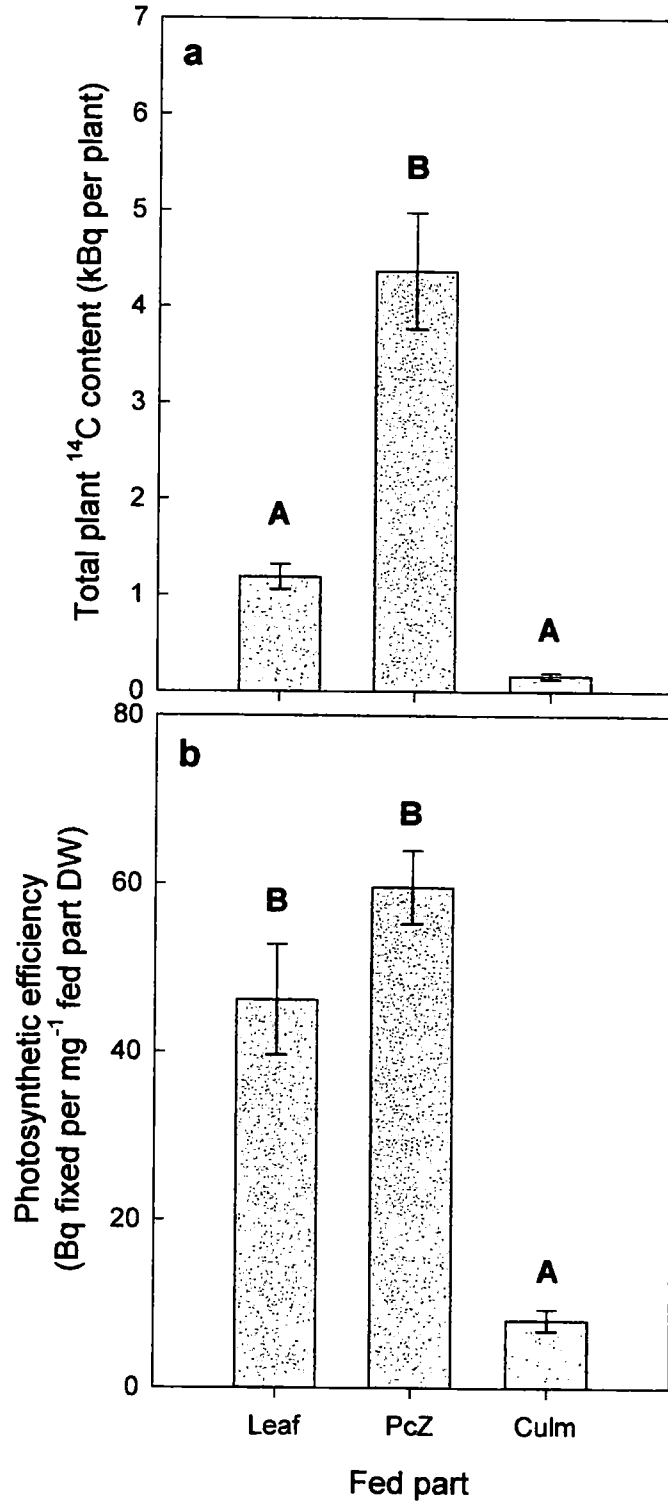 7
a
6
B
5
4
3
2
A
1
A
0
Total plant ¹⁴C content (kBq per plant)
80
b
B
B
60
40
20
A
0
Photosynthetic efficiency
(Bq fixed per mg⁻¹ fed part DW)
Leaf PcZ Culm
Fed part